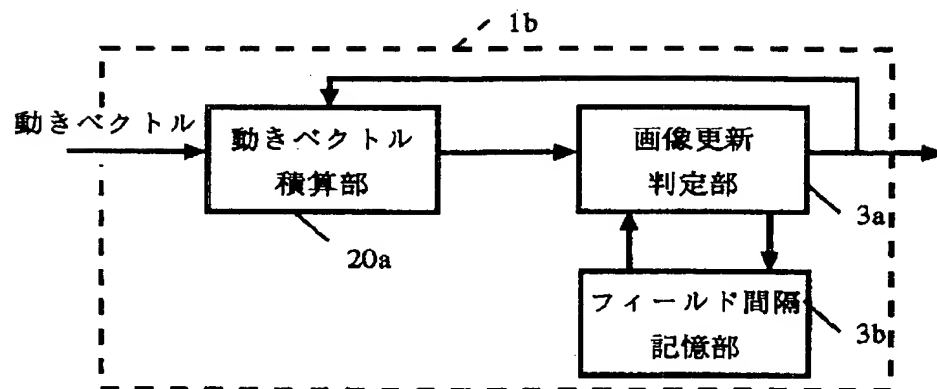 1b
動きベクトル
動きベクトル
積算部
画像更新
判定部
3a
20a
フィールド間隔
記憶部
3b